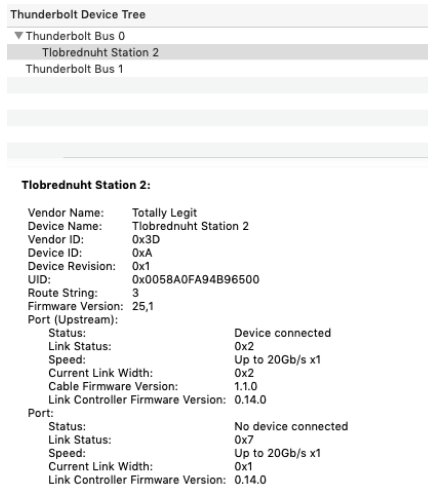 Thunderbolt Device Tree
Thunderbolt Bus 0
Tlobrednuht Station 2
Thunderbolt Bus 1
Tlobrednuht Station 2:
Vendor Name: Totally Legit
Device Name: Tlobrednuht Station 2
Vendor ID: 0x3D
Device ID: 0xA
Device Revision: 0x1
UID: 0x0058A0FA94B96500
Route String: 3
Firmware Version: 25,1
Port (Upstream):
Status: Device connected
Link Status: 0x2
Speed: Up to 20Gb/s x1
Current Link Width: 0x2
Cable Firmware Version: 1.1.0
Link Controller Firmware Version: 0.14.0
Port:
Status: No device connected
Link Status: 0x7
Speed: Up to 20Gb/s x1
Current Link Width: 0x1
Link Controller Firmware Version: 0.14.0